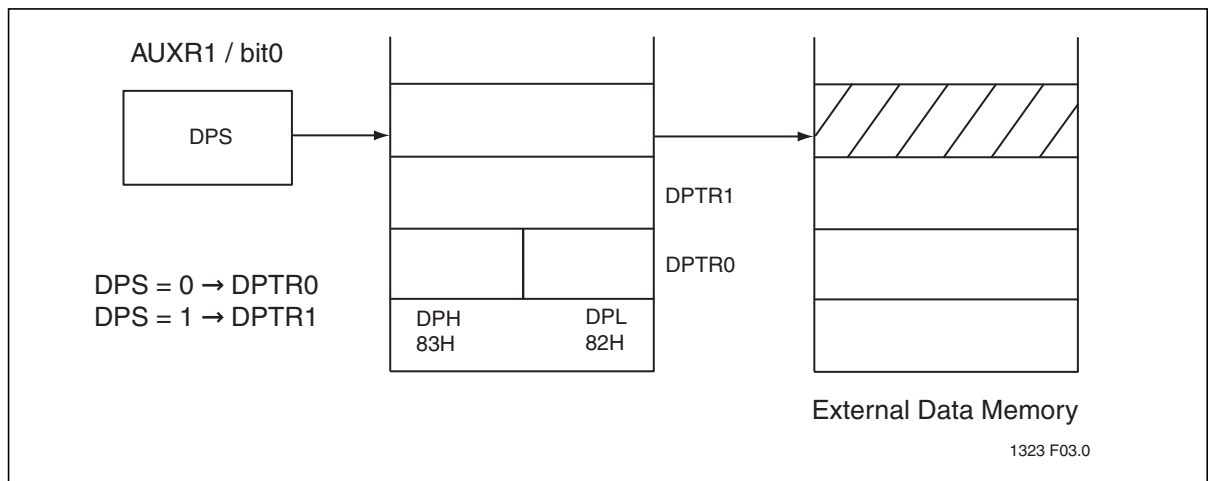 AUXR1 / bit0
DPS
DPTR1
DPTR0
DPS = 0 → DPTR0
DPS = 1 → DPTR1
DPH
83H
DPL
82H
External Data Memory
1323 F03.0